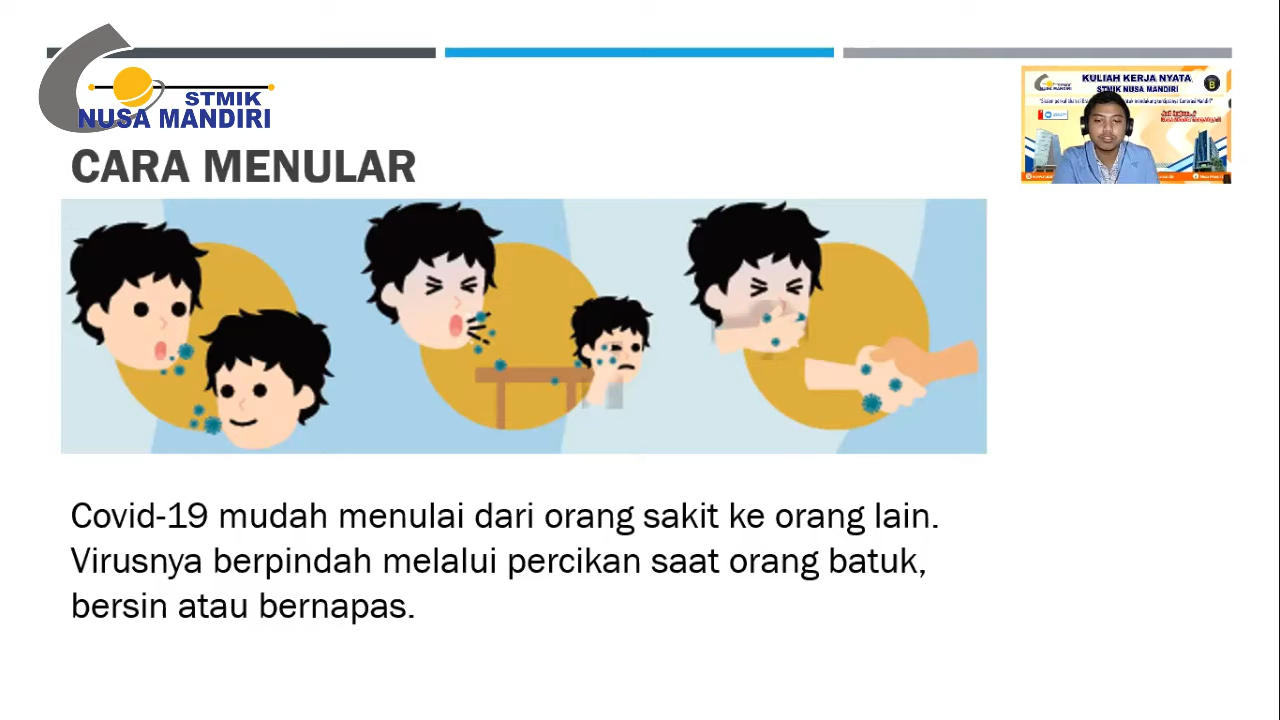 STMIK
NUSA MANDIRI
KULIAH KERJA NYATA
STMIK NUSA MANDIRI
CARA MENULAR
Covid-19 mudah menulai dari orang sakit ke orang lain.
Virusnya berpindah melalui percikan saat orang batuk,
bersin atau bernapas.